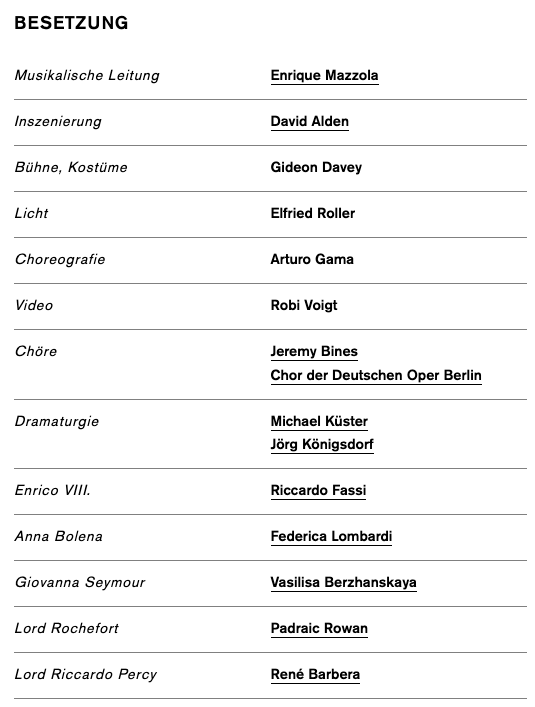 BESETZUNG
Musikalische Leitung Enrique Mazzola
Inszenierung David Alden
Bühne, Kostüme Gideon Davey
Licht Elfried Roller
Choreografie Arturo Gama
Video Robi Voigt
Chöre Jeremy Bines
Chor der Deutschen Oper Berlin
Dramaturgie Michael Küster
Jörg Königsdorf
Enrico VIII. Riccardo Fassi
Anna Bolena Federica Lombardi
Giovanna Seymour Vasilisa Berzhanskaya
Lord Rochefort Padraic Rowan
Lord Riccardo Percy René Barbera